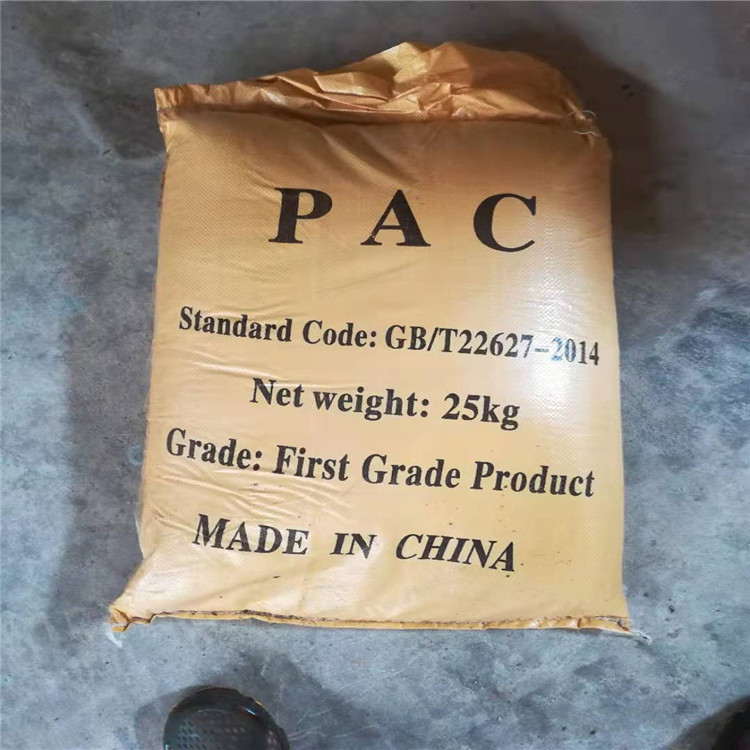 PAC
Standard Code: GB/T22627-2014
Net weight: 25kg
Grade: First Grade Product
MADE IN CHINA